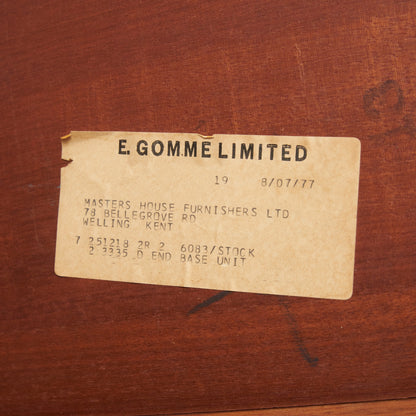 E. GOMME LIMITED
19 8/07/77
MASTERS HOUSE FURNISHERS LTD
78 BELLEGROVE RD
WELLING KENT
7 251218 2R 2 6083/STOCK
2 3335 D END BASE UNIT